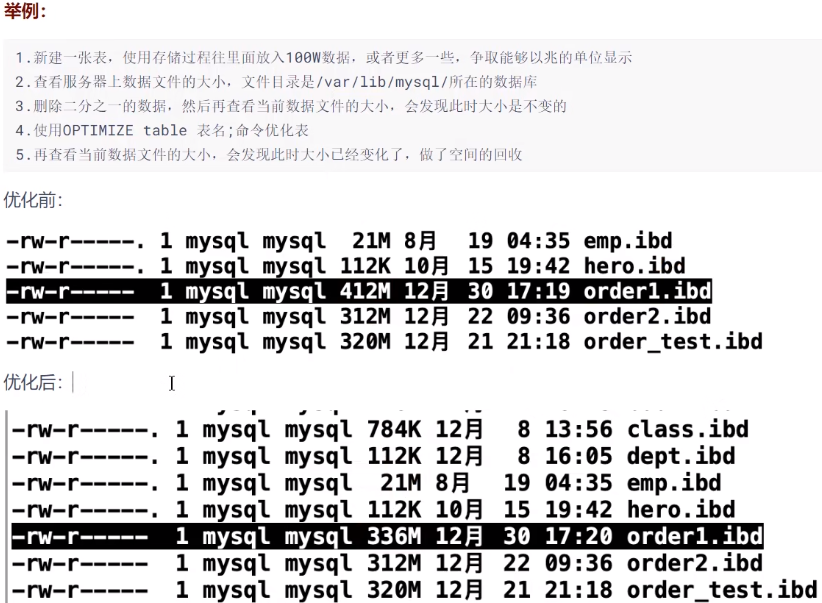 举例：
1.新建一张表，使用存储过程往里面放入100W数据，或者更多一些，争取能够以兆的单位显示
2.查看服务器上数据文件的大小，文件目录是/var/lib/mysql/所在的数据库
3.删除二分之一的数据，然后再查看当前数据文件的大小，会发现此时大小是不变的
4.使用OPTIMIZE table 表名;命令优化表
5.再查看当前数据文件的大小，会发现此时大小已经变化了，做了空间的回收
优化前：
-rw-r-----. 1 mysql mysql 21M 8月 19 04:35 emp.ibd
-rw-r-----. 1 mysql mysql 112K 10月 15 19:42 hero.ibd
-rw-r----- 1 mysql mysql 412M 12月 30 17:19 order1.ibd
-rw-r----- 1 mysql mysql 312M 12月 22 09:36 order2.ibd
-rw-r----- 1 mysql mysql 320M 12月 21 21:18 order_test.ibd
优化后：
-rw-r-----. 1 mysql mysql 784K 12月 8 13:56 class.ibd
-rw-r-----. 1 mysql mysql 112K 12月 8 16:05 dept.ibd
-rw-r-----. 1 mysql mysql 21M 8月 19 04:35 emp.ibd
-rw-r-----. 1 mysql mysql 112K 10月 15 19:42 hero.ibd
-rw-r----- 1 mysql mysql 336M 12月 30 17:20 order1.ibd
-rw-r----- 1 mysql mysql 312M 12月 22 09:36 order2.ibd
-rw-r----- 1 mysql mysql 320M 12月 21 21:18 order_test.ibd